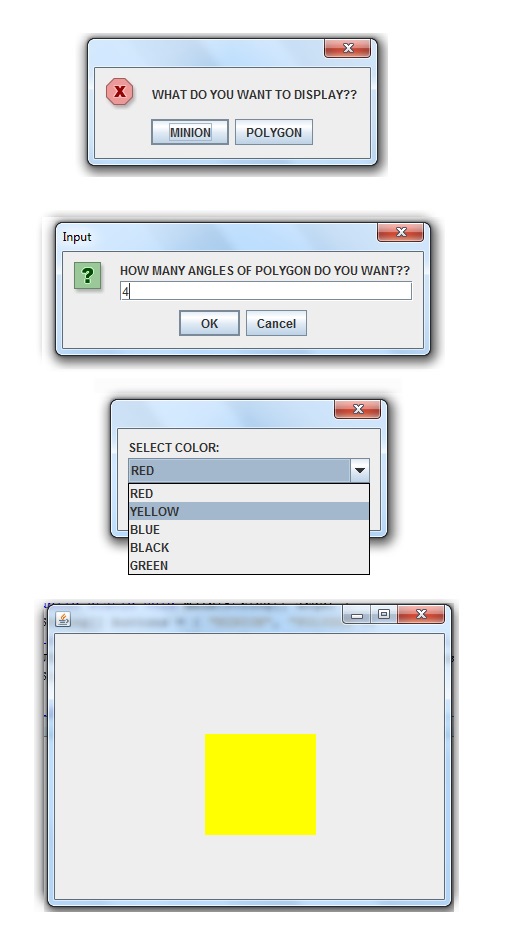 WHAT DO YOU WANT TO DISPLAY??
MINION POLYGON
Input
HOW MANY ANGLES OF POLYGON DO YOU WANT??
4
OK Cancel
SELECT COLOR:
RED
RED
YELLOW
BLUE
BLACK
GREEN